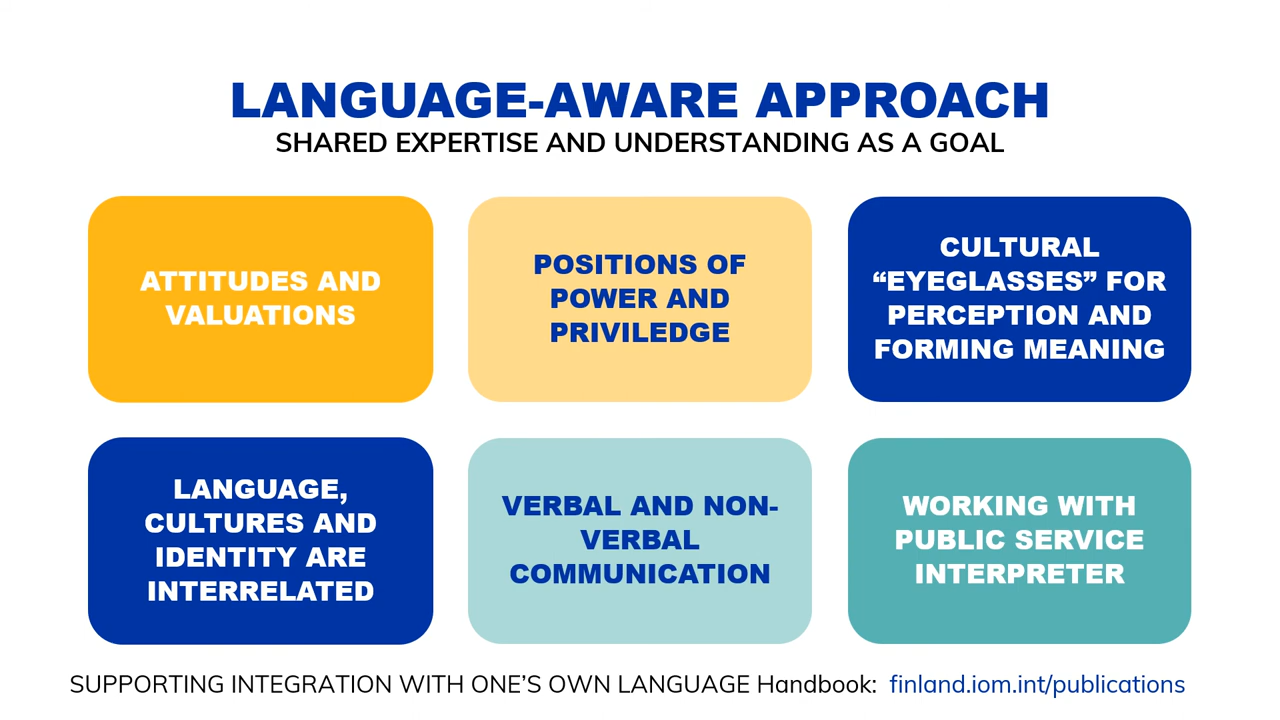 LANGUAGE-AWARE APPROACH
SHARED EXPERTISE AND UNDERSTANDING AS A GOAL
ATTITUDES AND
VALUATIONS
POSITIONS OF
POWER AND
PRIVILEDGE
CULTURAL
“EYEGLASSES” FOR
PERCEPTION AND
FORMING MEANING
LANGUAGE,
CULTURES AND
IDENTITY ARE
INTERRELATED
VERBAL AND NON-
VERBAL
COMMUNICATION
WORKING WITH
PUBLIC SERVICE
INTERPRETER
SUPPORTING INTEGRATION WITH ONE’S OWN LANGUAGE Handbook: finland.iom.int/publications